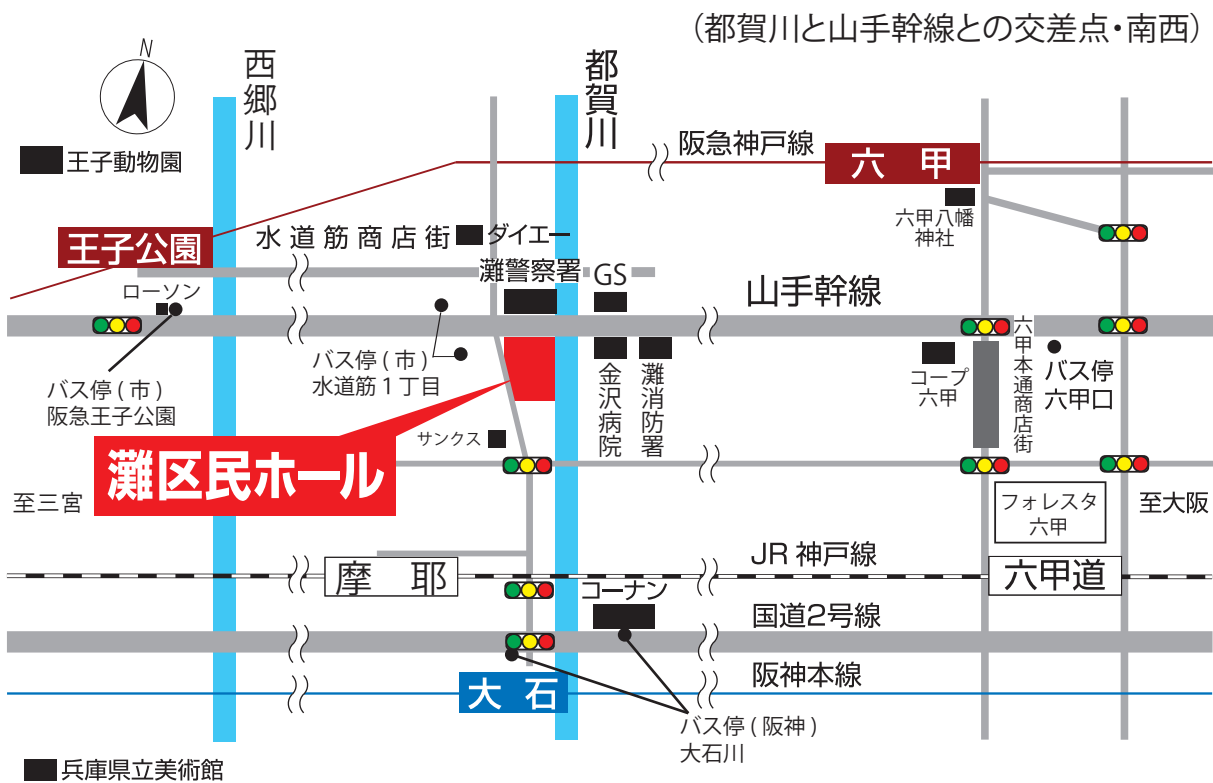 (都賀川と山手幹線との交差点・南西)
N
西郷川
都賀川
王子動物園
阪急神戸線
六 甲
六甲八幡
神社
王子公園
水道筋商店街
ダイエー
灘警察署
GS
ローソン
山手幹線
バス停(市)
阪急王子公園
バス停(市)
水道筋1丁目
金沢病院
灘消防署
コープ
六甲
六甲本通商店街
バス停
六甲口
サンクス
灘区民ホール
至三宮
フォレスタ
六甲
至大阪
JR 神戸線
摩 耶
六甲道
コーナン
国道2号線
大 石
阪神本線
バス停(阪神)
大石川
兵庫県立美術館